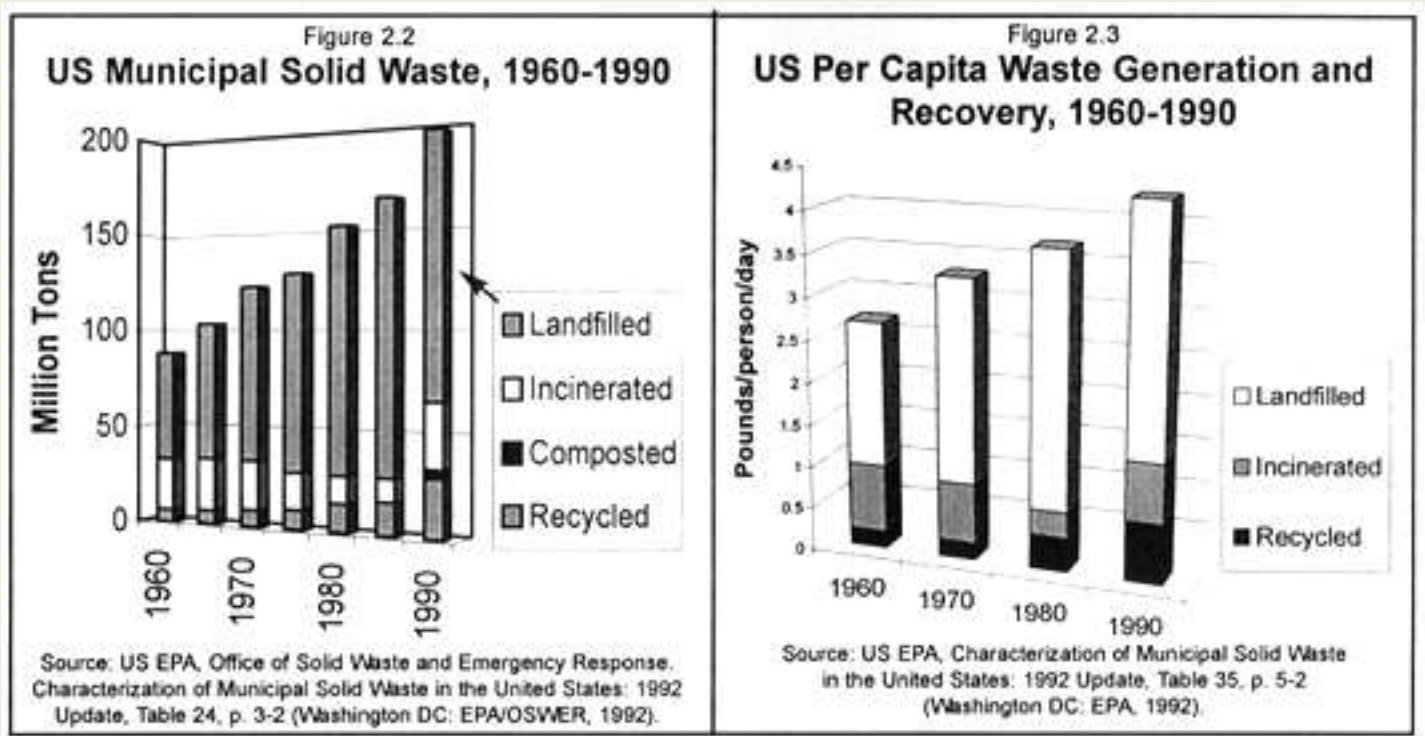 Figure 2.2
US Municipal Solid Waste, 1960-1990
200
150
100
50
0
Million Tons
1960
1970
1980
1990
Landfilled
Incinerated
Composted
Recycled
Source: US EPA, Office of Solid Waste and Emergency Response.
Characterization of Municipal Solid Waste in the United States: 1992
Update, Table 24, p. 3-2 (Washington DC: EPA/OSWER, 1992).
Figure 2.3
US Per Capita Waste Generation and
Recovery, 1960-1990
4.5
4
3.5
3
2.5
2
1.5
1
0.5
0
Pounds/person/day
1960
1970
1980
1990
Landfilled
Incinerated
Recycled
Source: US EPA, Characterization of Municipal Solid Waste
in the United States: 1992 Update, Table 35, p. 5-2
(Washington DC: EPA, 1992).